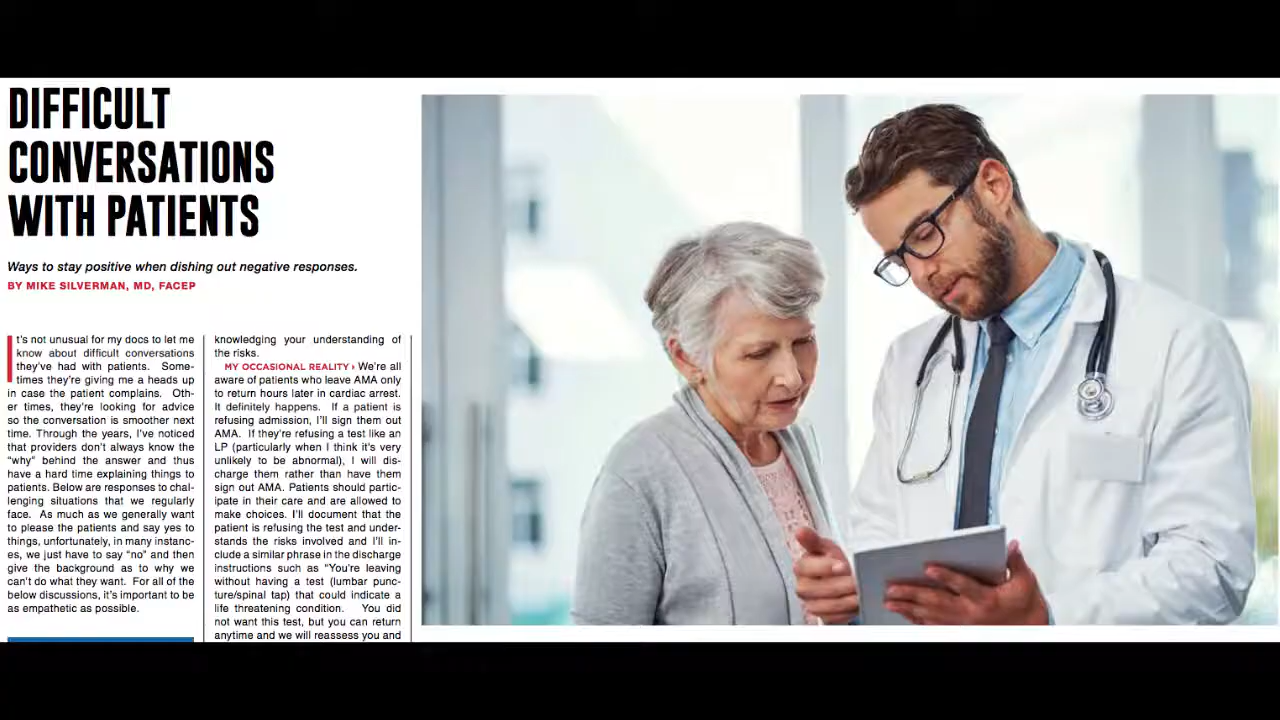 DIFFICULT
CONVERSATIONS
WITH PATIENTS
Ways to stay positive when dishing out negative responses.
BY MIKE SILVERMAN, MD, FACEP
It's not unusual for my docs to let me
know about difficult conversations
they've had with patients. Some-
times they're giving me a heads up
in case the patient complains. Oth-
er times, they're looking for advice
so the conversation is smoother next
time. Through the years, I've noticed
that providers don't always know the
"why" behind the answer and thus
have a hard time explaining things to
patients. Below are responses to chal-
lenging situations that we regularly
face. As much as we generally want
to please the patients and say yes to
things, unfortunately, in many instanc-
es, we just have to say "no" and then
give the background as to why we
can't do what they want. For all of the
below discussions, it's important to be
as empathetic as possible.
knowledging your understanding of
the risks.
MY OCCASIONAL REALITY › We're all
aware of patients who leave AMA only
to return hours later in cardiac arrest.
It definitely happens. If a patient is
refusing admission, I'll sign them out
AMA. If they're refusing a test like an
LP (particularly when I think it's very
unlikely to be abnormal), I will dis-
charge them rather than have them
sign out AMA. Patients should partic-
ipate in their care and are allowed to
make choices. I'll document that the
patient is refusing the test and under-
stands the risks involved and I'll in-
clude a similar phrase in the discharge
instructions such as "You're leaving
without having a test (lumbar punc-
ture/spinal tap) that could indicate a
life threatening condition. You did
not want this test, but you can return
anytime and we will reassess you and